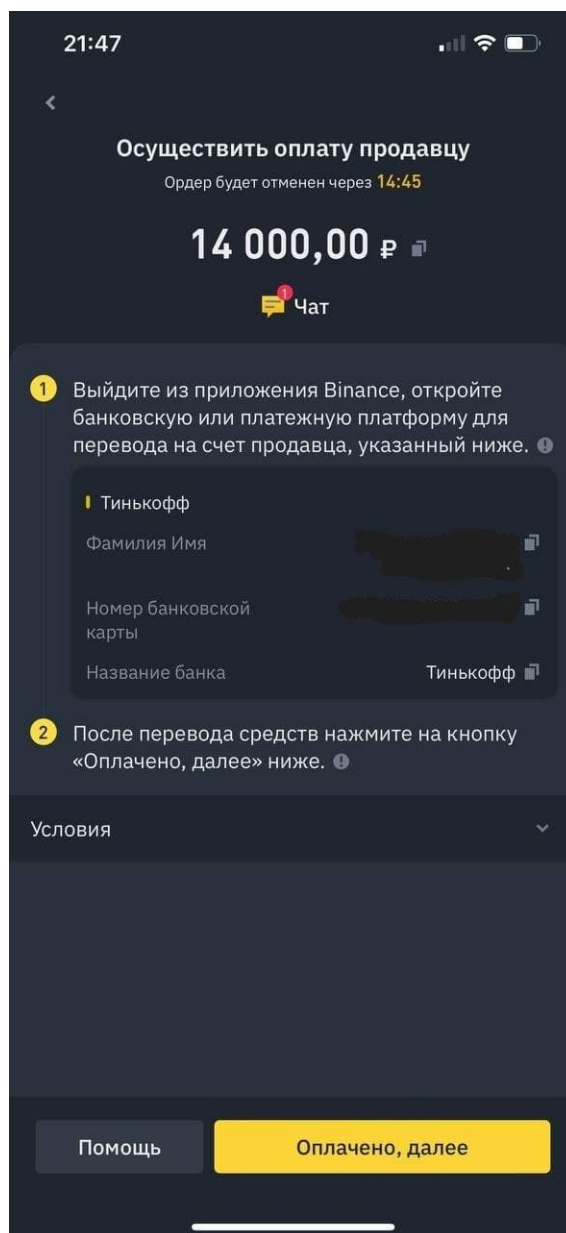 21:47
Осуществить оплату продавцу
Ордер будет отменен через 14:45
14 000,00 ₽
1
Чат
1 Выйдите из приложения Binance, откройте
банковскую или платежную платформу для
перевода на счет продавца, указанный ниже.
Тинькофф
Фамилия Имя
Номер банковской
карты
Название банка Тинькофф
2 После перевода средств нажмите на кнопку
«Оплачено, далее» ниже.
Условия
Помощь Оплачено, далее